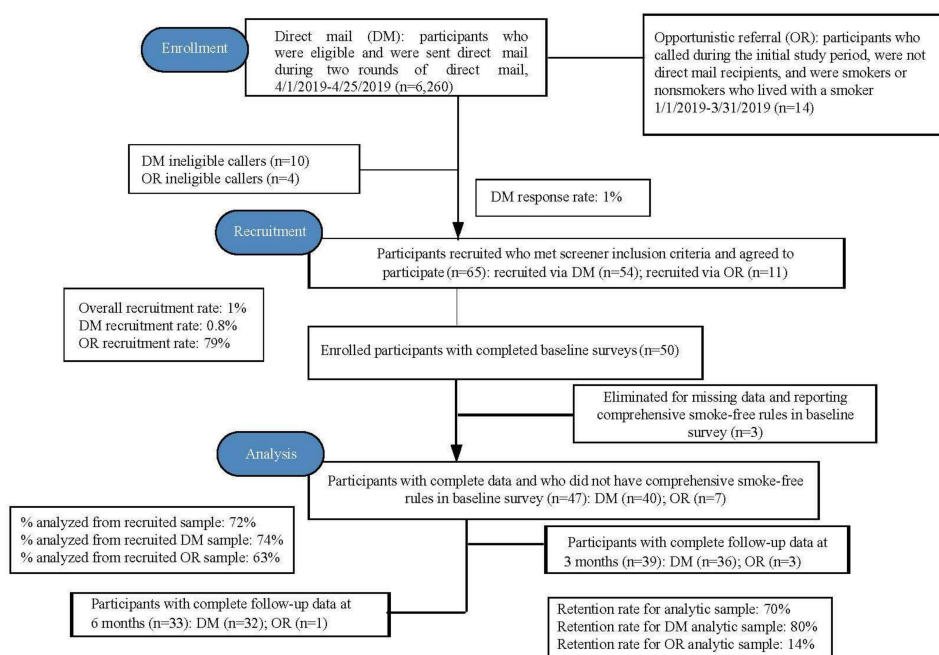 Enrollment
Direct mail (DM): participants who
were eligible and were sent direct mail
during two rounds of direct mail,
4/1/2019-4/25/2019 (n=6,260)
Opportunistic referral (OR): participants who
called during the initial study period, were not
direct mail recipients, and were smokers or
nonsmokers who lived with a smoker
1/1/2019-3/31/2019 (n=14)
DM ineligible callers (n=10)
OR ineligible callers (n=4)
DM response rate: 1%
Recruitment
Participants recruited who met screener inclusion criteria and agreed to
participate (n=65): recruited via DM (n=54); recruited via OR (n=11)
Overall recruitment rate: 1%
DM recruitment rate: 0.8%
OR recruitment rate: 79%
Enrolled participants with completed baseline surveys (n=50)
Eliminated for missing data and reporting
comprehensive smoke-free rules in baseline
survey (n=3)
Analysis
Participants with complete data and who did not have comprehensive smoke-free
rules in baseline survey (n=47): DM (n=40); OR (n=7)
% analyzed from recruited sample: 72%
% analyzed from recruited DM sample: 74%
% analyzed from recruited OR sample: 63%
Participants with complete follow-up data at
3 months (n=39): DM (n=36); OR (n=3)
Participants with complete follow-up data at
6 months (n=33): DM (n=32); OR (n=1)
Retention rate for analytic sample: 70%
Retention rate for DM analytic sample: 80%
Retention rate for OR analytic sample: 14%